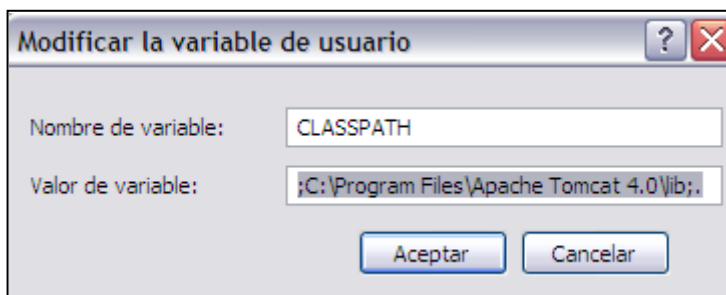 Modificar la variable de usuario
Nombre de variable: CLASSPATH
Valor de variable: ;C:\Program Files\Apache Tomcat 4.0\lib;.
Aceptar Cancelar